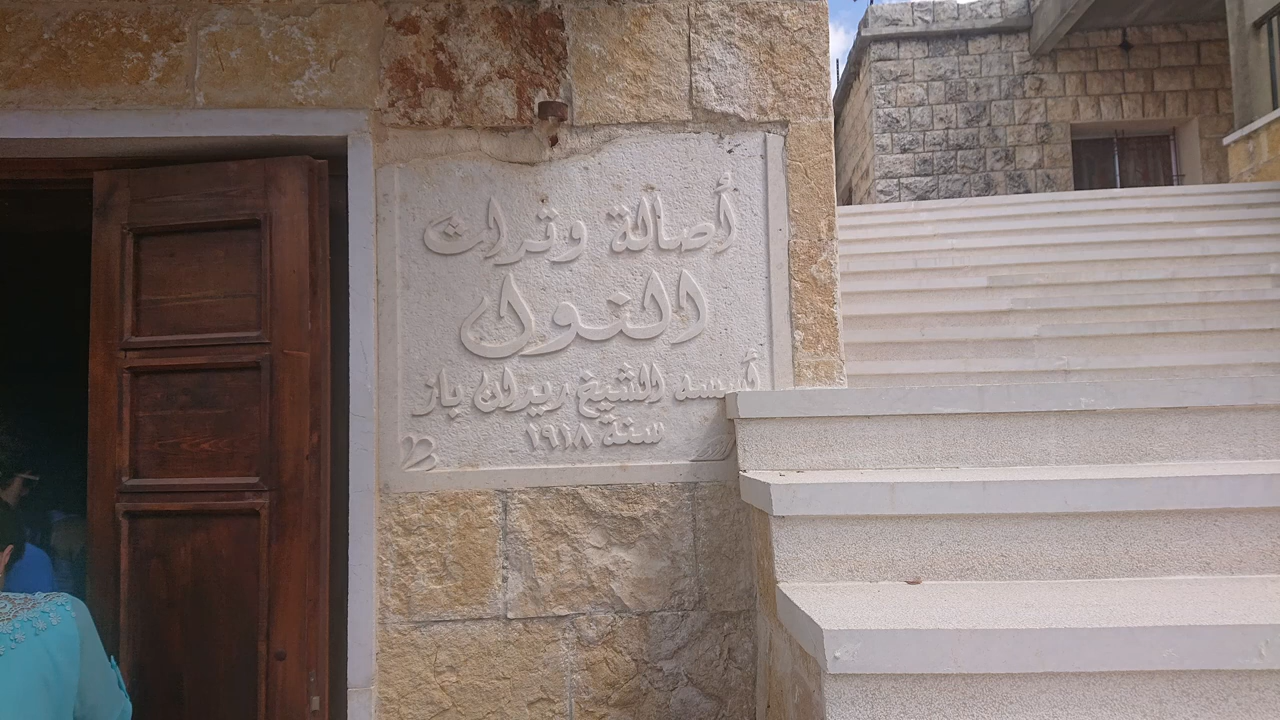 أصالة وتراث
النول
أسسه الشيخ ريدان باز
سنة ١٩١٨